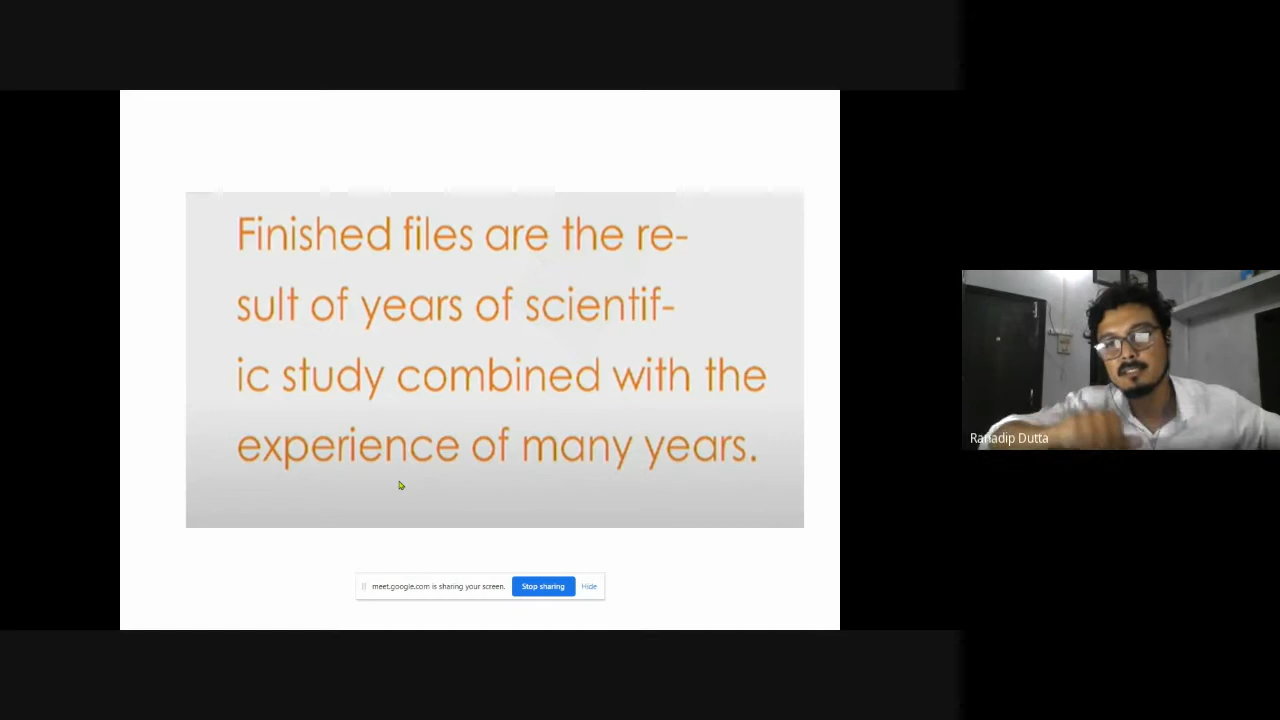 Finished files are the re-
sult of years of scientif-
ic study combined with the
experience of many years.
meet.google.com is sharing your screen. Stop sharing Hide
Ranadip Dutta